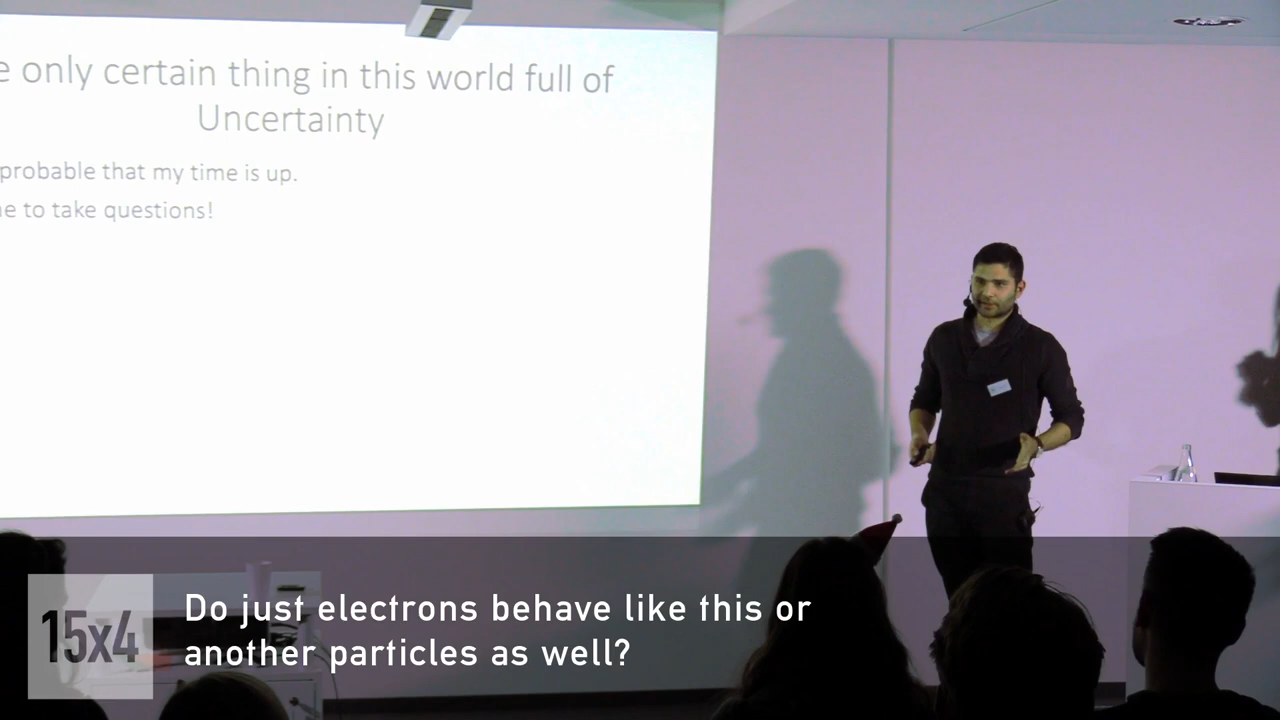 e only certain thing in this world full of
Uncertainty
probable that my time is up.
e to take questions!
15x4
Do just electrons behave like this or
another particles as well?